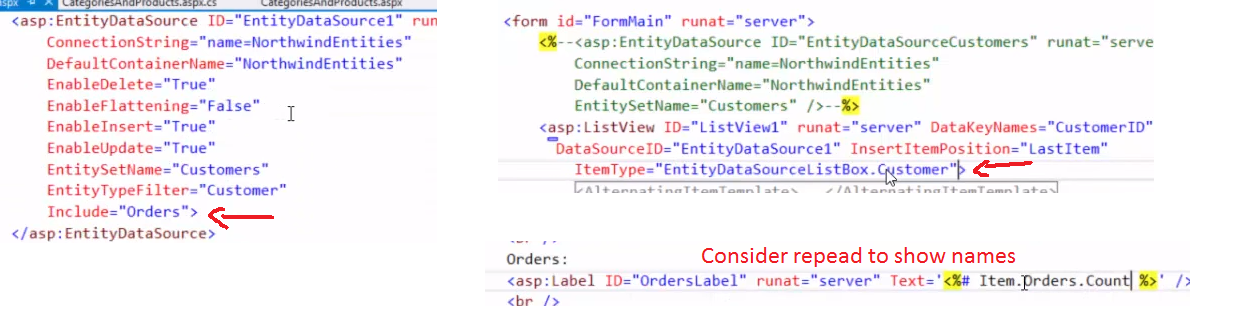 aspx CategoriesAndProducts.aspx.cs CategoriesAndProducts.aspx
<asp:EntityDataSource ID="EntityDataSource1" run
ConnectionString="name=NorthwindEntities"
DefaultContainerName="NorthwindEntities"
EnableDelete="True"
EnableFlattening="False"
EnableInsert="True"
EnableUpdate="True"
EntitySetName="Customers"
EntityTypeFilter="Customer"
Include="Orders">
</asp:EntityDataSource>
<form id="FormMain" runat="server">
<%--<asp:EntityDataSource ID="EntityDataSourceCustomers" runat="serve
ConnectionString="name=NorthwindEntities"
DefaultContainerName="NorthwindEntities"
EntitySetName="Customers" />--%>
<asp:ListView ID="ListView1" runat="server" DataKeyNames="CustomerID"
DataSourceID="EntityDataSource1" InsertItemPosition="LastItem"
ItemType="EntityDataSourceListBox.Customer">
<AlternatingItemTemplate>...</AlternatingItemTemplate>
Consider repead to show names
Orders:
<asp:Label ID="OrdersLabel" runat="server" Text='<%# Item.Orders.Count %>' />
<br />